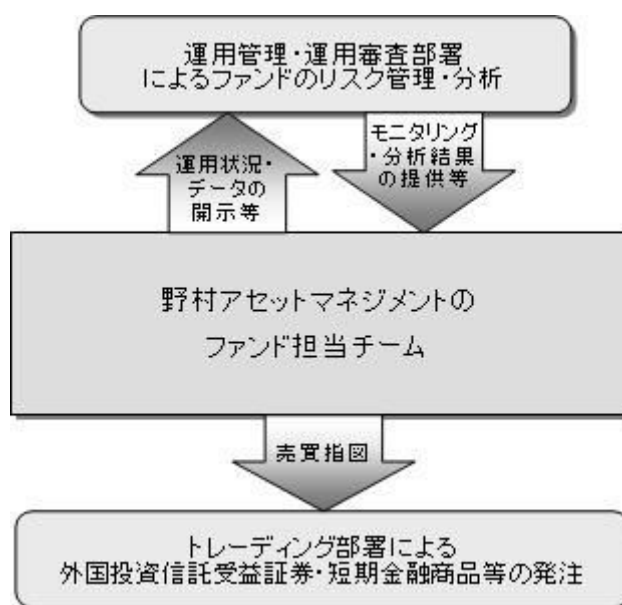 運用管理・運用審査部署
によるファンドのリスク管理・分析
運用状況・
データの
開示等
モニタリング
・分析結果
の提供等
野村アセットマネジメントの
ファンド担当チーム
売買指図
トレーディング部署による
外国投資信託受益証券・短期金融商品等の発注